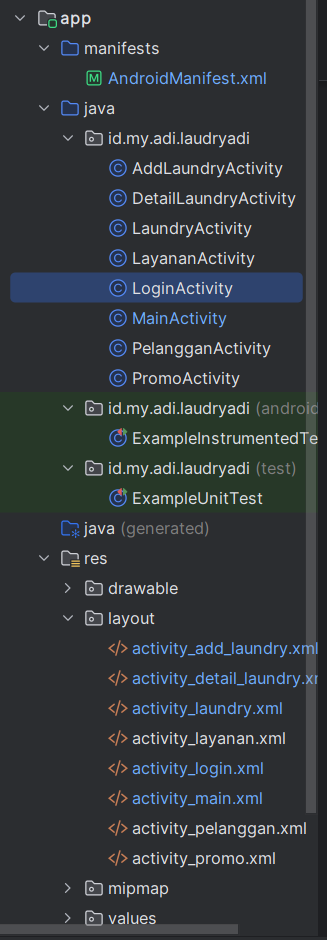 app
manifests
AndroidManifest.xml
java
id.my.adi.laudryadi
AddLaundryActivity
DetailLaundryActivity
LaundryActivity
LayananActivity
LoginActivity
MainActivity
PelangganActivity
PromoActivity
id.my.adi.laudryadi (android
ExampleInstrumentedTe
id.my.adi.laudryadi (test)
ExampleUnitTest
java (generated)
res
drawable
layout
activity_add_laundry.xml
activity_detail_laundry.xm
activity_laundry.xml
activity_layanan.xml
activity_login.xml
activity_main.xml
activity_pelanggan.xml
activity_promo.xml
mipmap
values